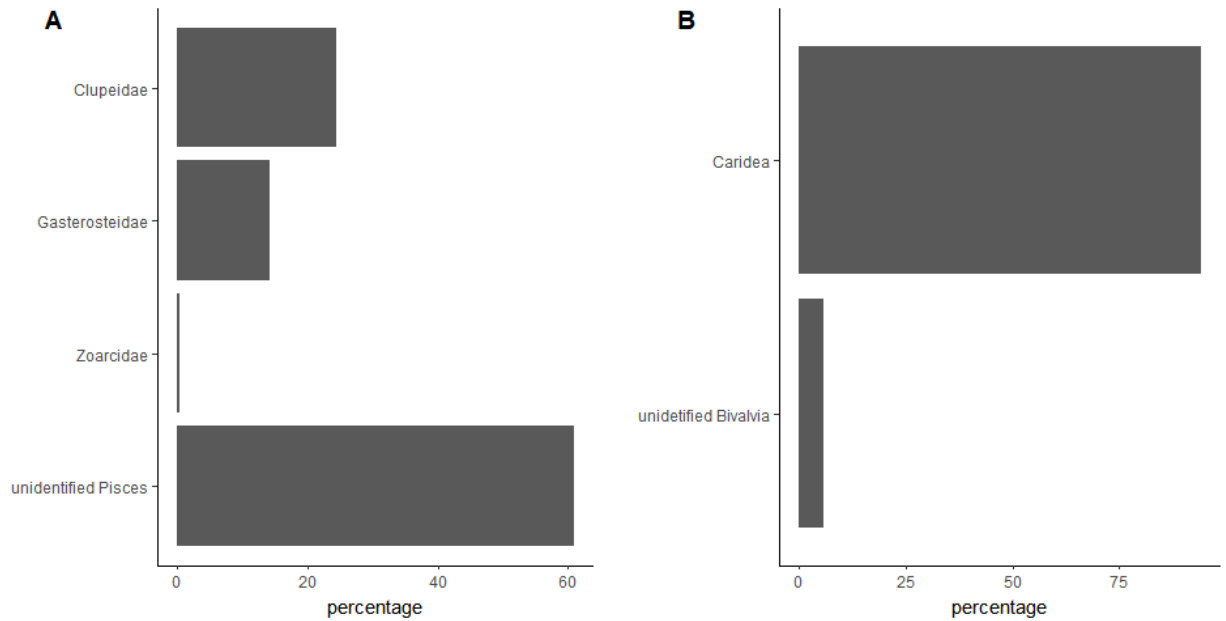 A
Clupeidae
Gasterosteidae
Zoarcidae
unidentified Pisces
0 20 40 60
percentage
B
Caridea
unidetified Bivalvia
0 25 50 75
percentage